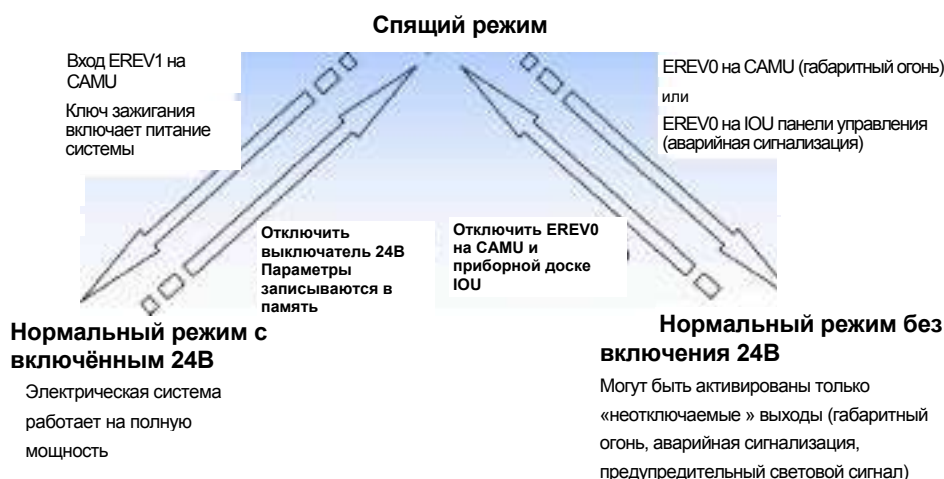 Спящий режим
Вход EREV1 на
CAMU
Ключ зажигания
включает питание
системы
EREV0 на CAMU (габаритный огонь)
или
EREV0 на IOU панели управления
(аварийная сигнализация)
Отключить
выключатель 24В
Параметры
записываются в
память
Отключить EREV0
на CAMU и
приборной доске
IOU
Нормальный режим с
включённым 24В
Электрическая система
работает на полную
мощность
Нормальный режим без
включения 24В
Могут быть активированы только
«неотключаемые » выходы (габаритный
огонь, аварийная сигнализация,
предупредительный световой сигнал)